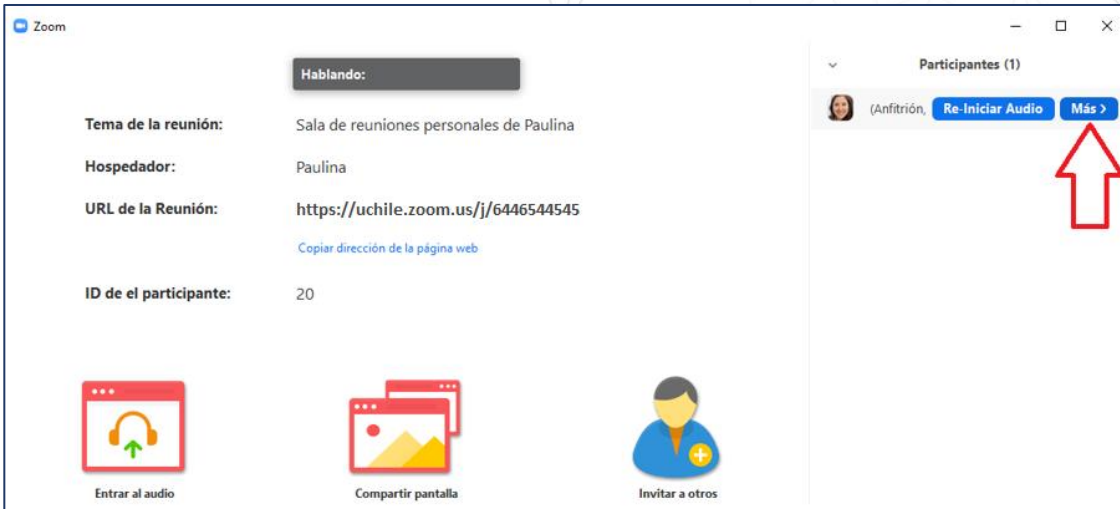 Zoom
Hablando:
Tema de la reunión: Sala de reuniones personales de Paulina
Hospedador: Paulina
URL de la Reunión: https://uchile.zoom.us/j/6446544545
Copiar dirección de la página web
ID de el participante: 20
Entrar al audio Compartir pantalla Invitar a otros
Participantes (1)
(Anfitrión, Re-Iniciar Audio Más >